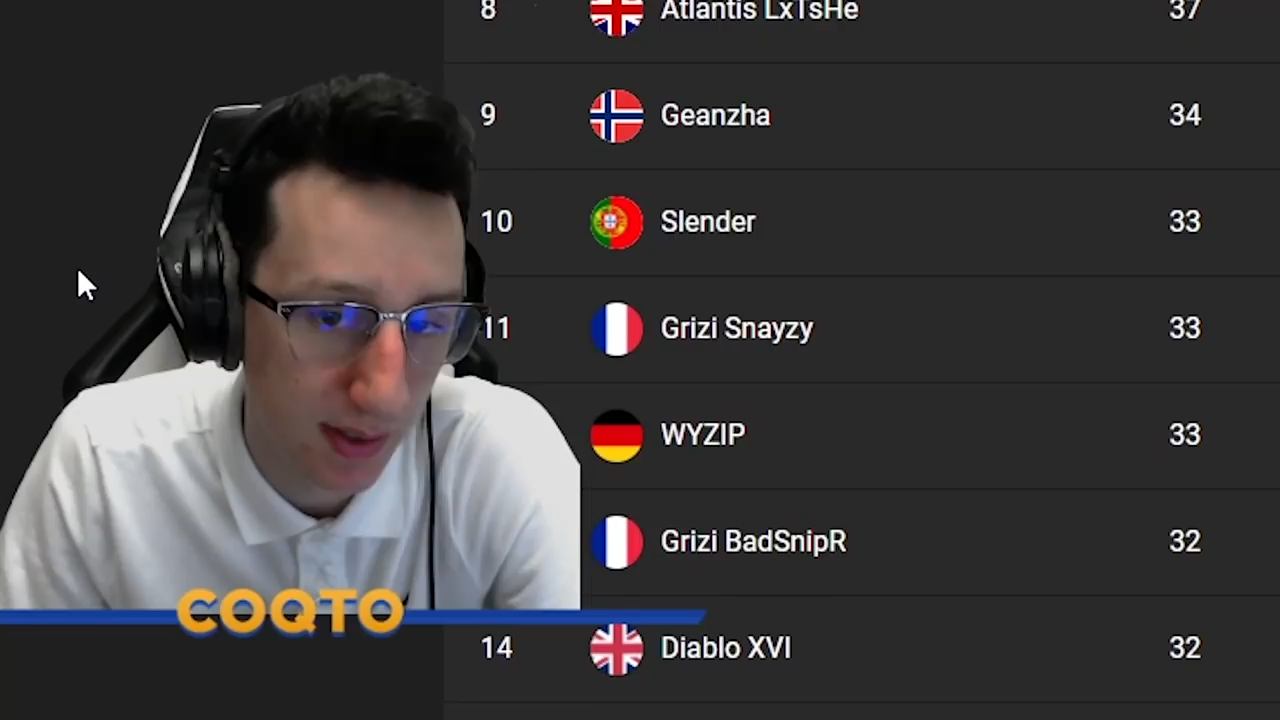 8 Atlantis LxTsHe 37
9 Geanzha 34
10 Slender 33
11 Grizi Snayzy 33
WYZIP 33
Grizi BadSnipR 32
COQTO
14 Diablo XVI 32